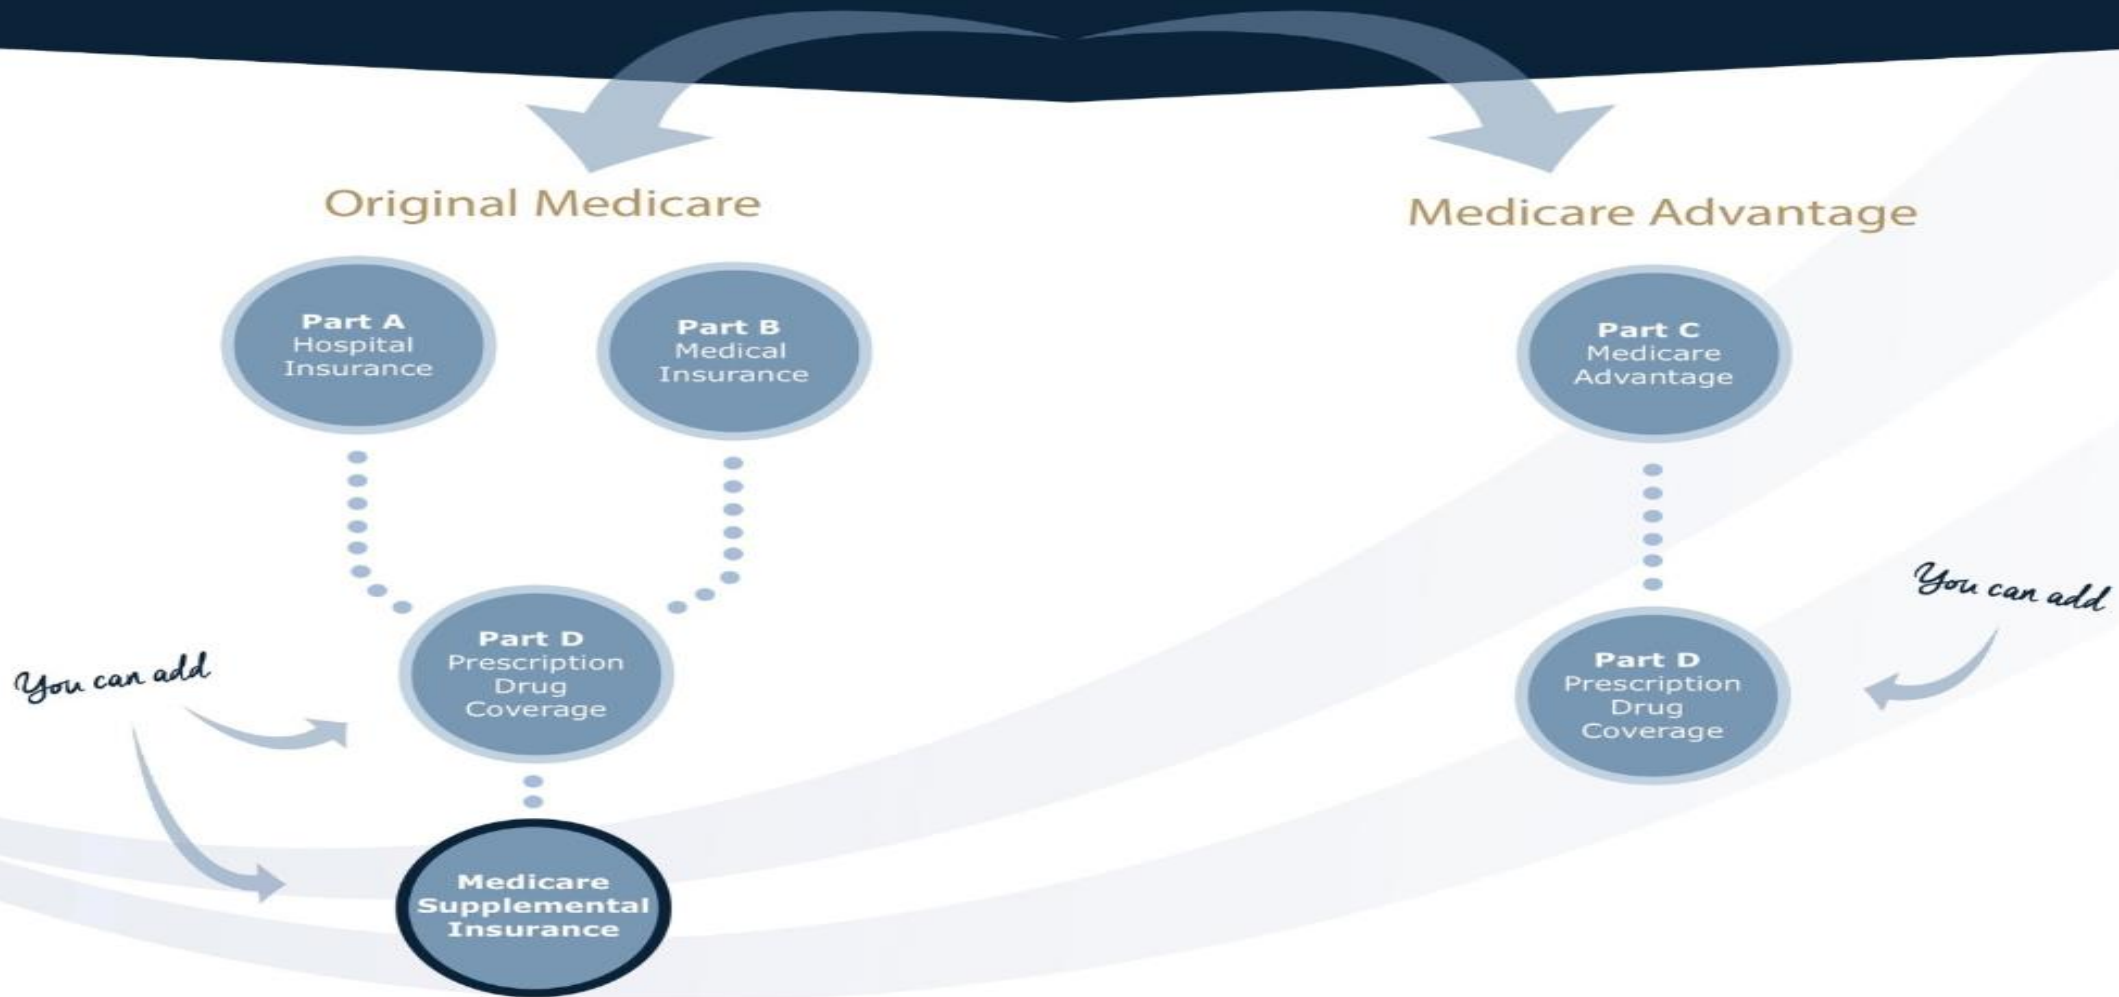 Original Medicare
Part A
Hospital
Insurance
Part B
Medical
Insurance
You can add
Part D
Prescription
Drug
Coverage
Medicare
Supplemental
Insurance
Medicare Advantage
Part C
Medicare
Advantage
You can add
Part D
Prescription
Drug
Coverage